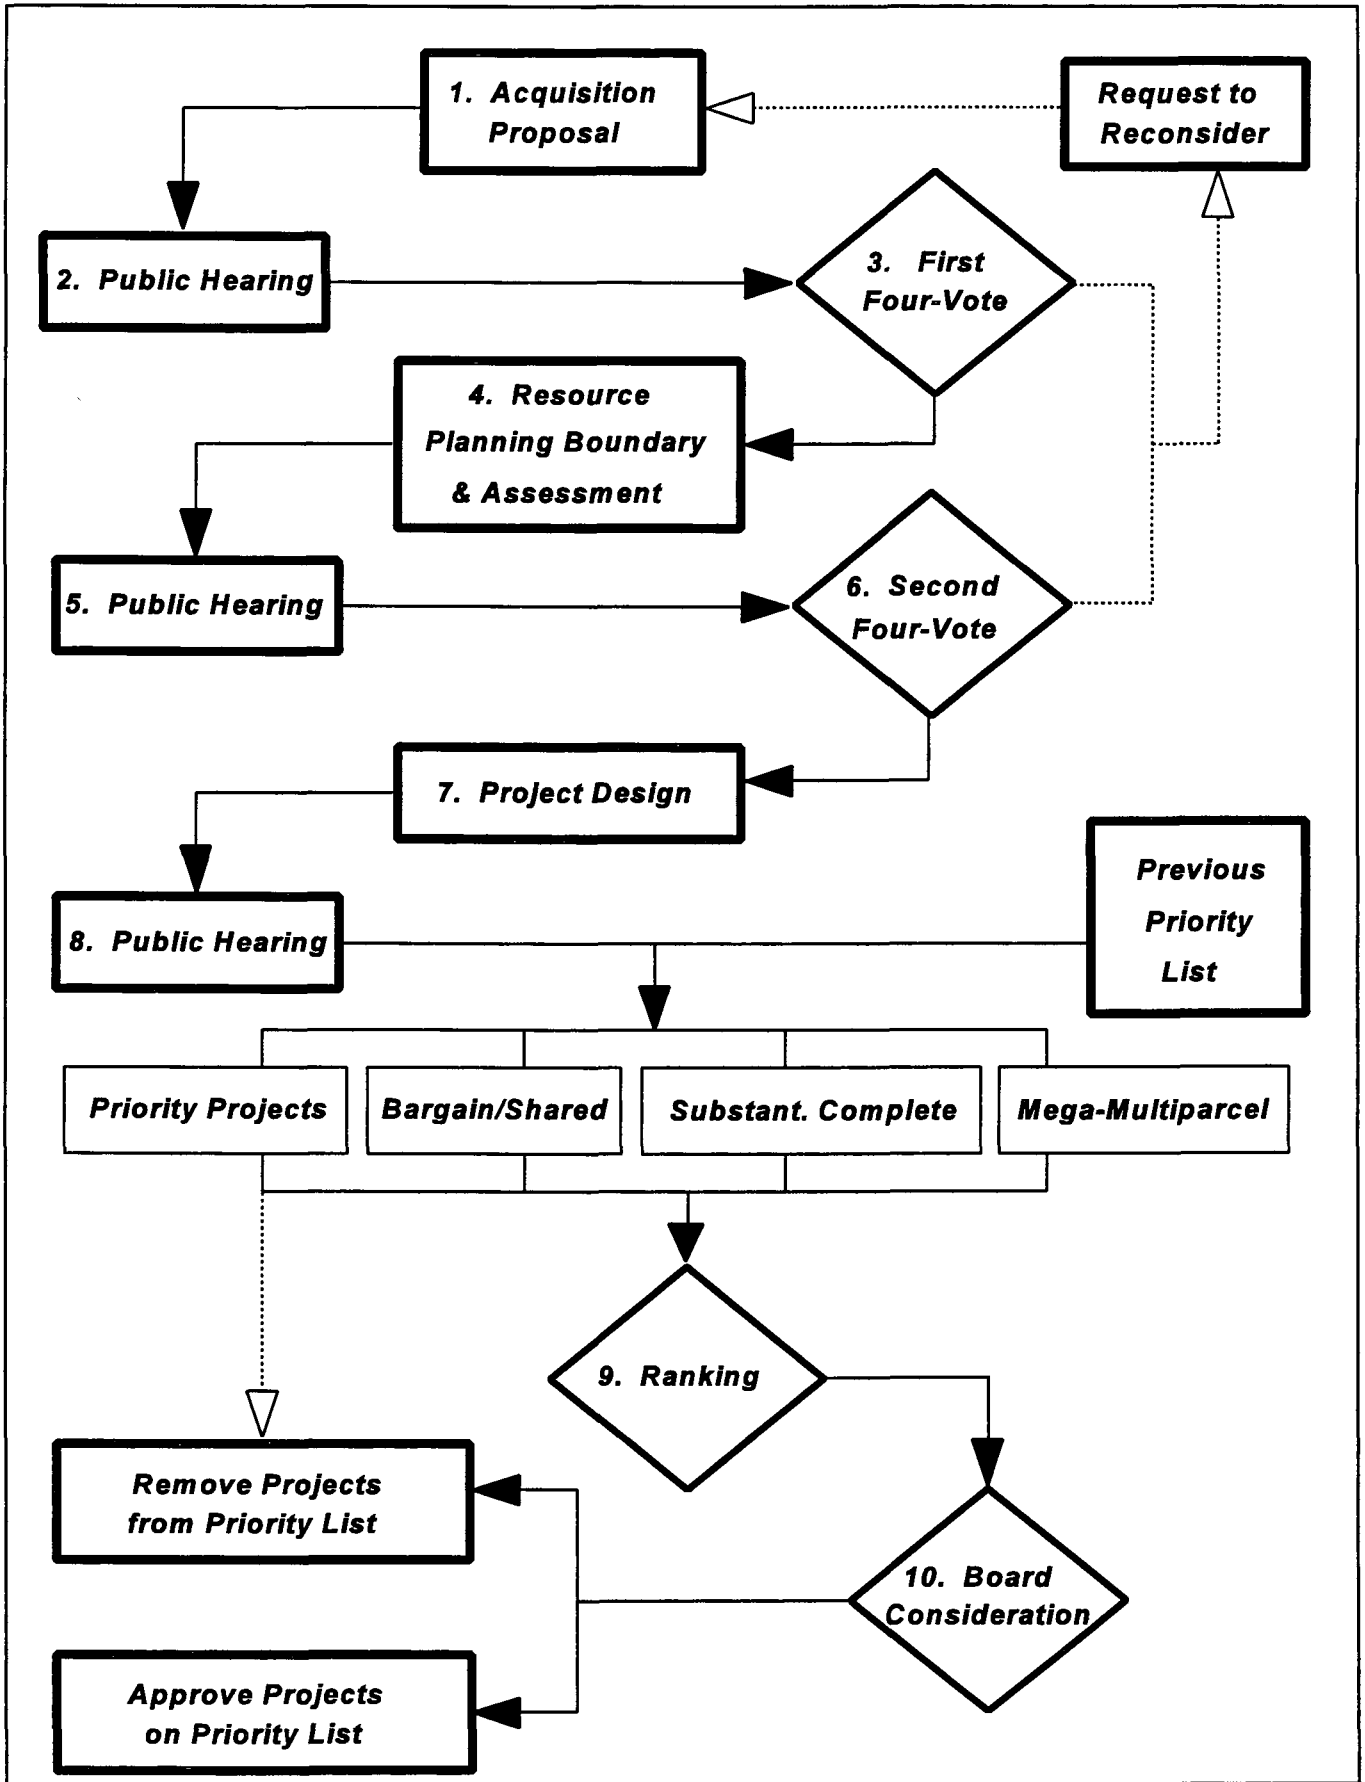 1. Acquisition
Proposal
Request to
Reconsider
2. Public Hearing
3. First
Four-Vote
4. Resource
Planning Boundary
& Assessment
5. Public Hearing
6. Second
Four-Vote
7. Project Design
Previous
Priority
List
8. Public Hearing
Priority Projects
Bargain/Shared
Substant. Complete
Mega-Multiparcel
9. Ranking
Remove Projects
from Priority List
10. Board
Consideration
Approve Projects
on Priority List